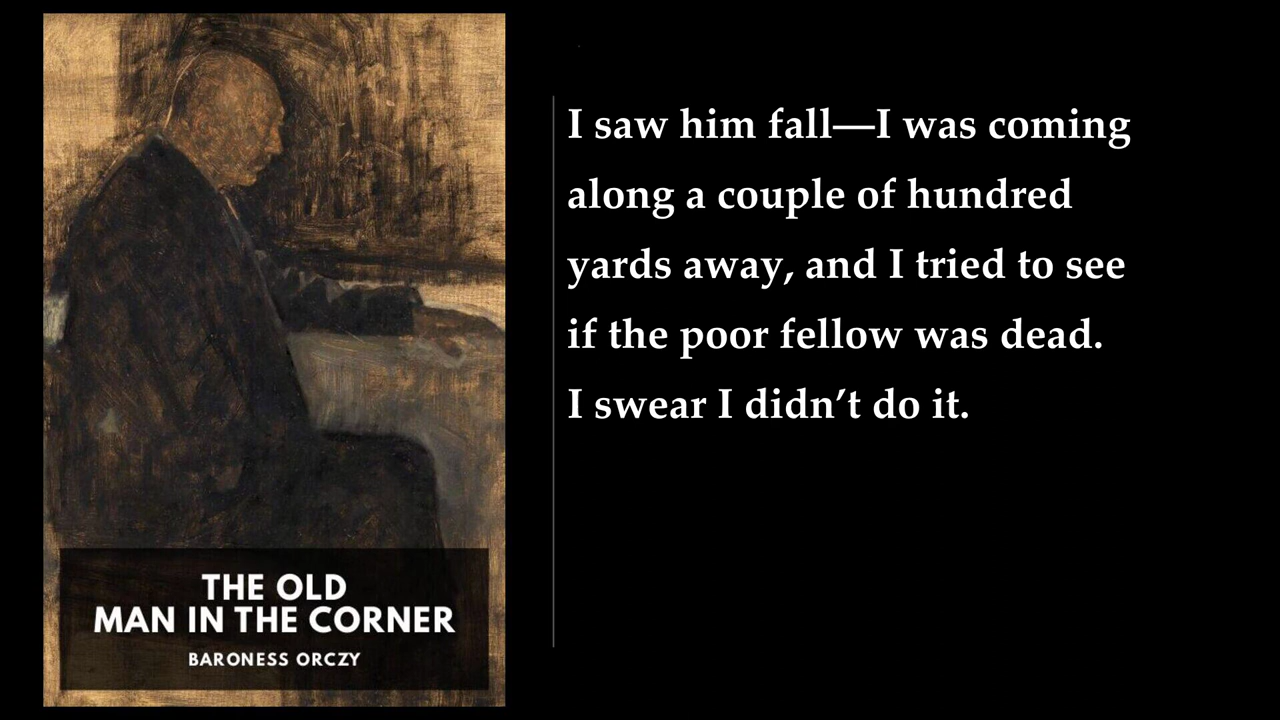 I saw him fall—I was coming
along a couple of hundred
yards away, and I tried to see
if the poor fellow was dead.
I swear I didn’t do it.
THE OLD
MAN IN THE CORNER
BARONESS ORCZY